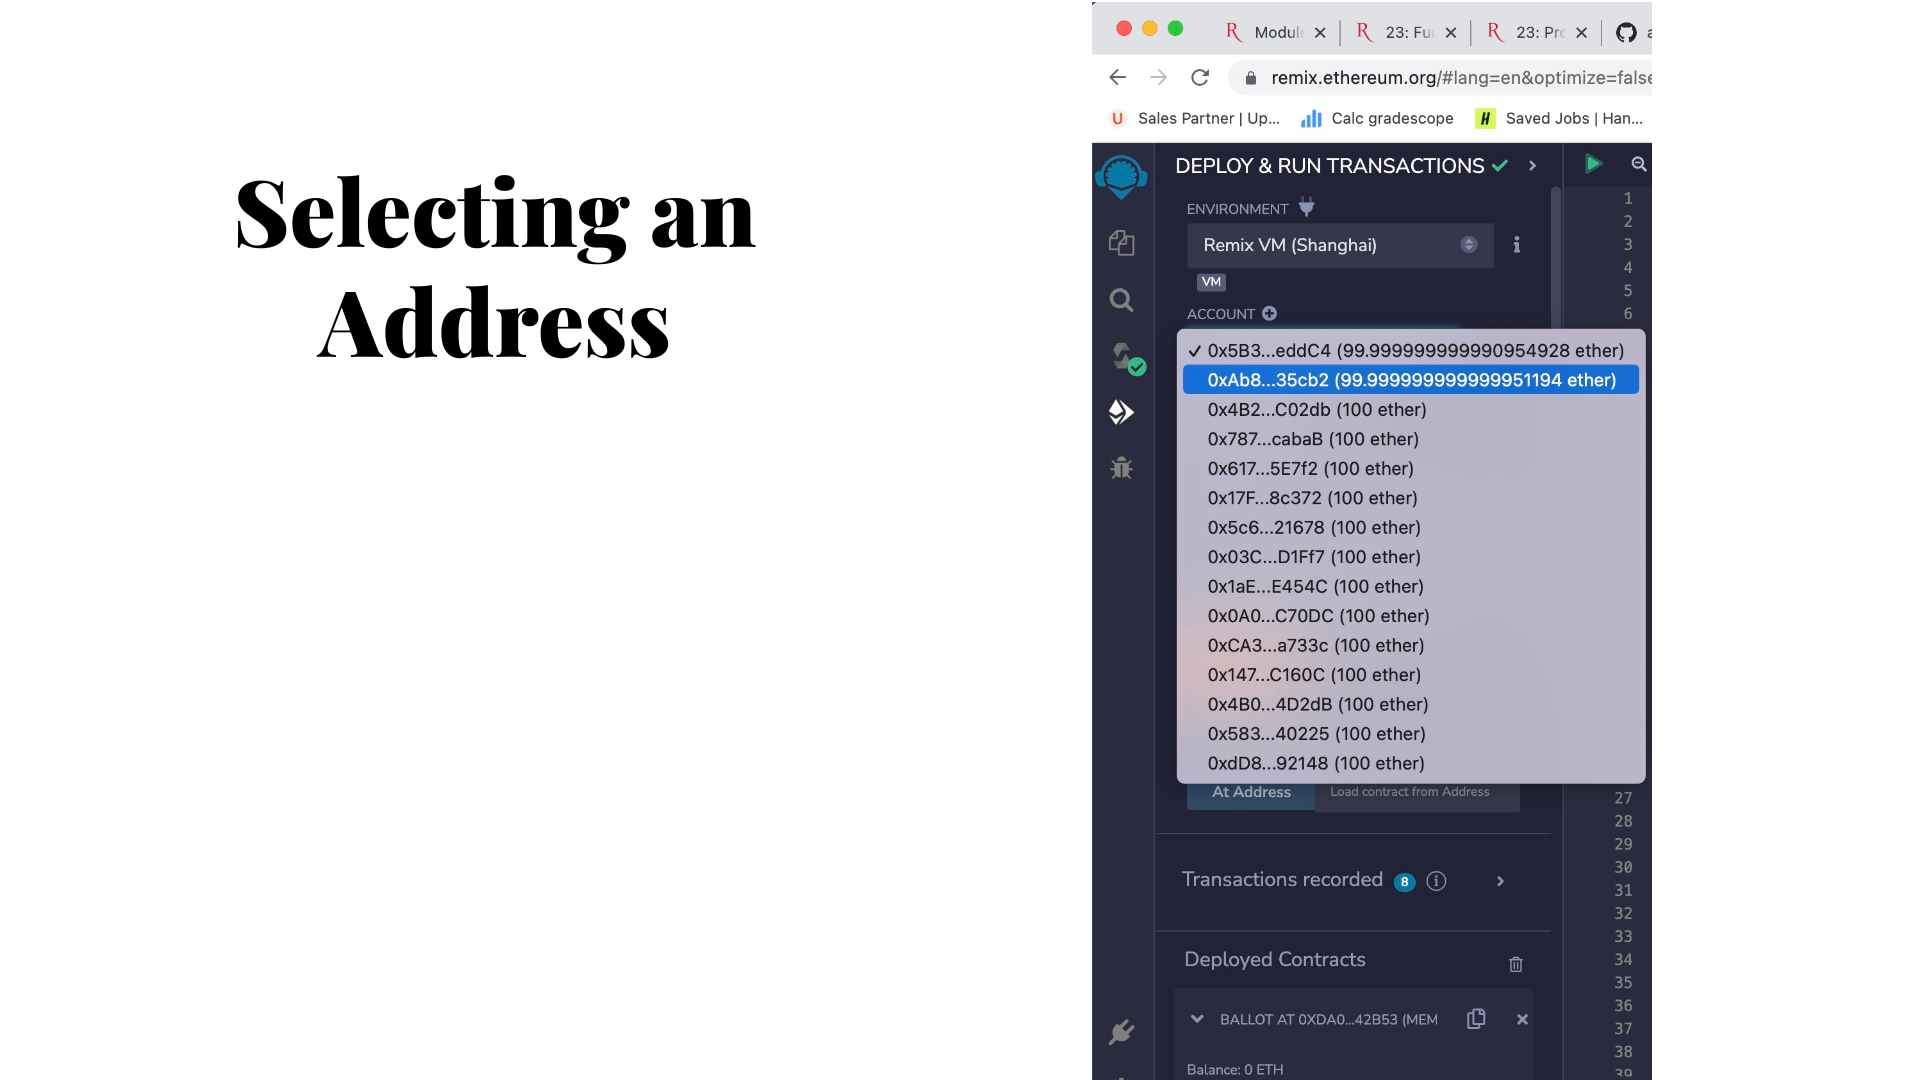 Selecting an
Address
Modul
23: Fu
23: Pro
remix.ethereum.org/#lang=en&optimize=false
Sales Partner | Up...
Calc gradescope
Saved Jobs | Han...
DEPLOY & RUN TRANSACTIONS
ENVIRONMENT
Remix VM (Shanghai)
VM
ACCOUNT
0x5B3...eddC4 (99.999999999990954928 ether)
0xAb8...35cb2 (99.999999999999951194 ether)
0x4B2...C02db (100 ether)
0x787...cabaB (100 ether)
0x617...5E7f2 (100 ether)
0x17F...8c372 (100 ether)
0x5c6...21678 (100 ether)
0x03C...D1Ff7 (100 ether)
0x1aE...E454C (100 ether)
0x0A0...C70DC (100 ether)
0xCA3...a733c (100 ether)
0x147...C160C (100 ether)
0x4B0...4D2dB (100 ether)
0x583...40225 (100 ether)
0xdD8...92148 (100 ether)
At Address
Load contract from Address
Transactions recorded 8
Deployed Contracts
BALLOT AT 0XDA0...42B53 (MEM
Balance: 0 ETH
1
2
3
4
5
6
27
28
29
30
31
32
33
34
35
36
37
38
39